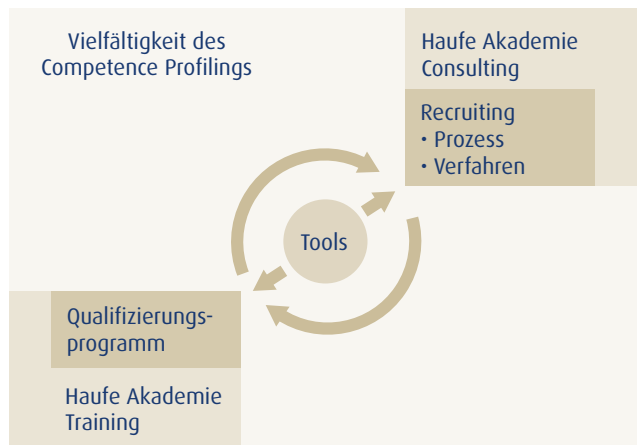 Vielfältigkeit des
Competence Profilings
Haufe Akademie
Consulting
Recruiting
• Prozess
• Verfahren
Tools
Qualifizierungs-
programm
Haufe Akademie
Training